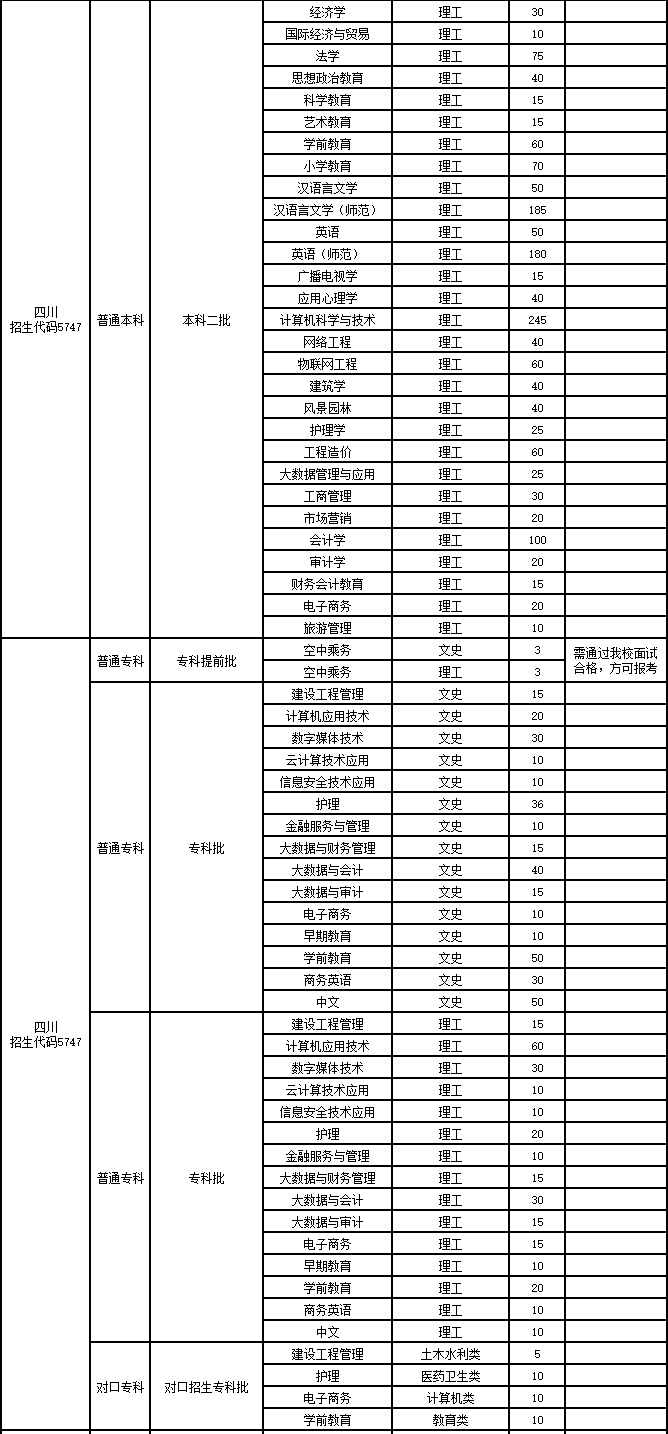 经济学 理工 30
国际经济与贸易 理工 10
法学 理工 75
思想政治教育 理工 40
科学教育 理工 15
艺术教育 理工 15
学前教育 理工 60
小学教育 理工 70
汉语言文学 理工 50
汉语言文学（师范） 理工 185
英语 理工 50
英语（师范） 理工 180
广播电视学 理工 15
应用心理学 理工 40
四川
招生代码5747 普通本科 本科二批 计算机科学与技术 理工 245
网络工程 理工 40
物联网工程 理工 60
建筑学 理工 40
风景园林 理工 40
护理学 理工 25
工程造价 理工 60
大数据管理与应用 理工 25
工商管理 理工 30
市场营销 理工 20
会计学 理工 100
审计学 理工 20
财务会计教育 理工 15
电子商务 理工 20
旅游管理 理工 10
普通专科 专科提前批 空中乘务 文史 3 需通过我校面试
空中乘务 理工 3 合格，方可报考
建设工程管理 文史 15
计算机应用技术 文史 20
数字媒体技术 文史 30
云计算技术应用 文史 10
信息安全技术应用 文史 10
护理 文史 36
金融服务与管理 文史 10
普通专科 专科批 大数据与财务管理 文史 15
大数据与会计 文史 40
大数据与审计 文史 15
电子商务 文史 10
早期教育 文史 10
学前教育 文史 50
商务英语 文史 30
中文 文史 50
四川
招生代码5747 建设工程管理 理工 15
计算机应用技术 理工 60
数字媒体技术 理工 30
云计算技术应用 理工 10
信息安全技术应用 理工 10
护理 理工 20
金融服务与管理 理工 10
普通专科 专科批 大数据与财务管理 理工 15
大数据与会计 理工 30
大数据与审计 理工 15
电子商务 理工 15
早期教育 理工 10
学前教育 理工 20
商务英语 理工 10
中文 理工 10
建设工程管理 土木水利类 5
对口专科 对口招生专科批 护理 医药卫生类 10
电子商务 计算机类 10
学前教育 教育类 10